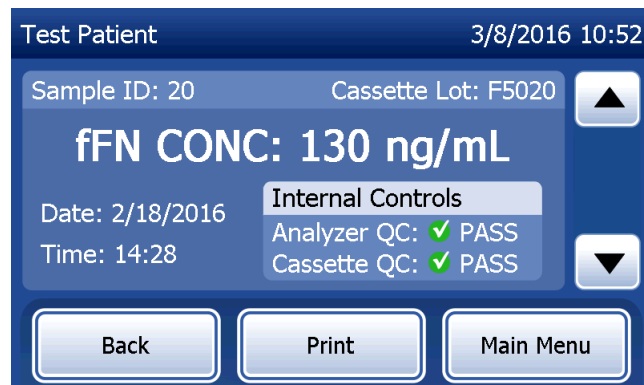 Test Patient 3/8/2016 10:52
Sample ID: 20 Cassette Lot: F5020
fFN CONC: 130 ng/mL
Date: 2/18/2016
Time: 14:28
Internal Controls
Analyzer QC: PASS
Cassette QC: PASS
Back Print Main Menu